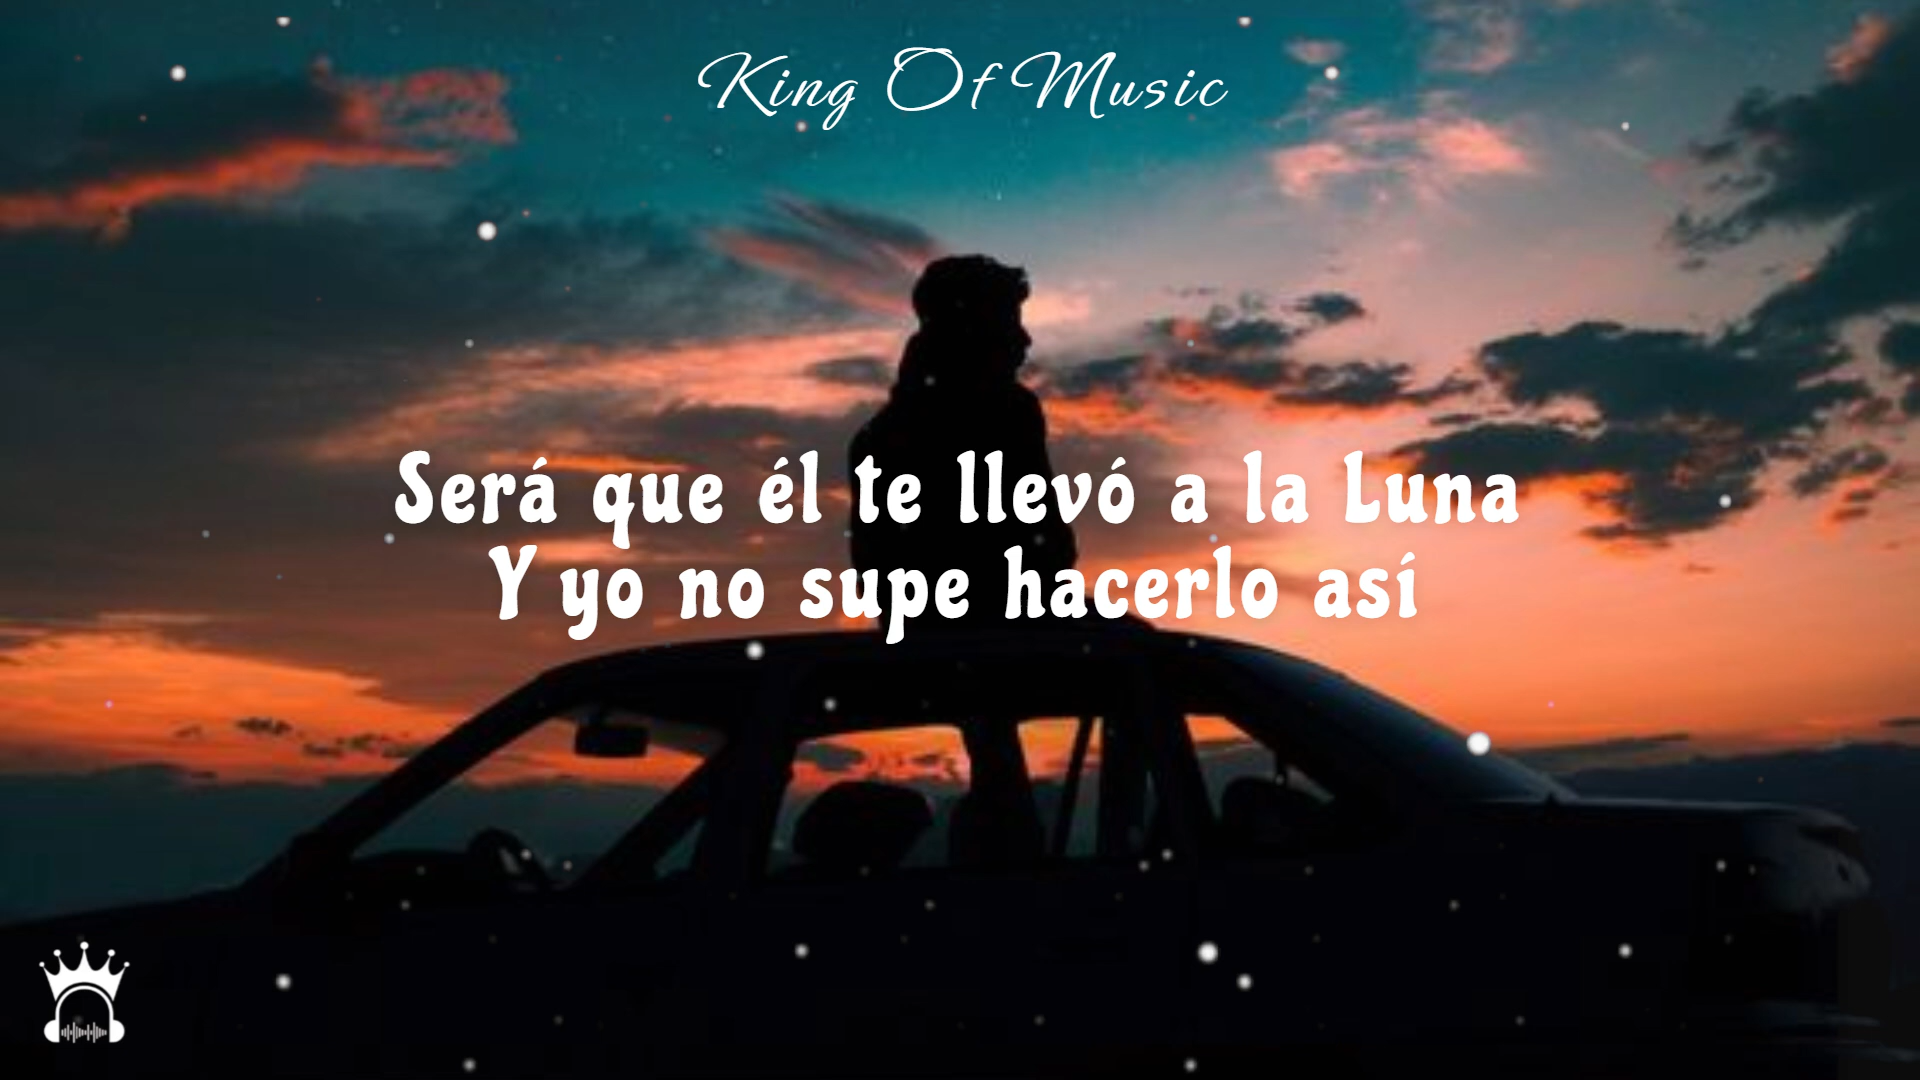 King Of Music
Será que él te llevó a la Luna
Y yo no supe hacerlo así